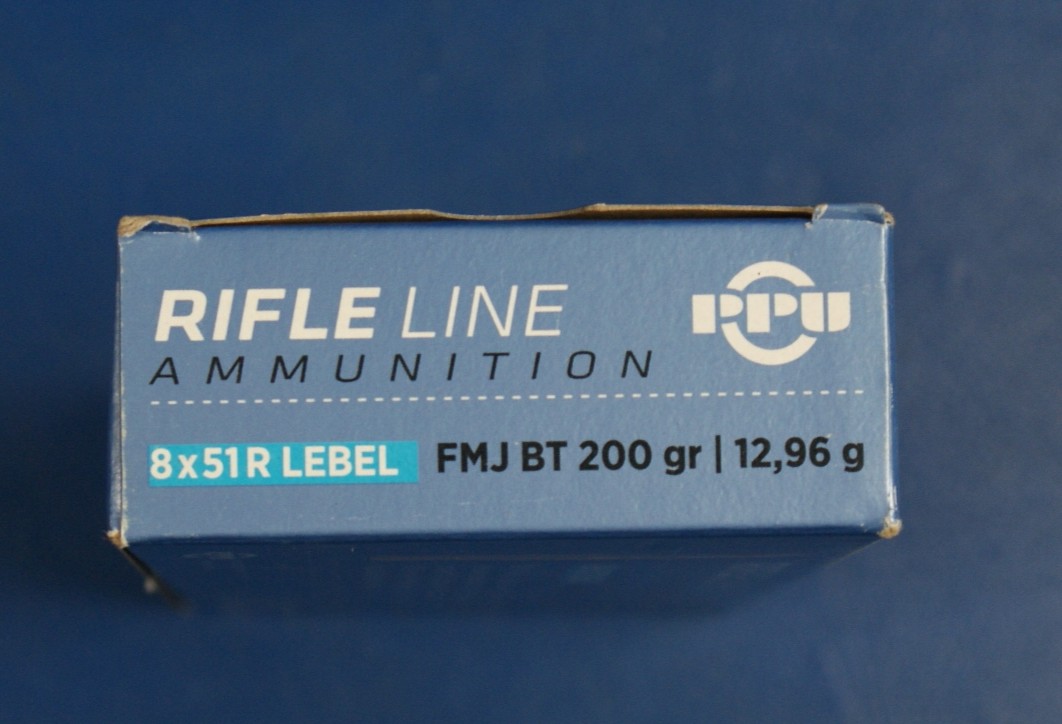 RIFLE LINE
PPU
AMMUNITION
8x51R LEBEL FMJ BT 200 gr | 12,96 g